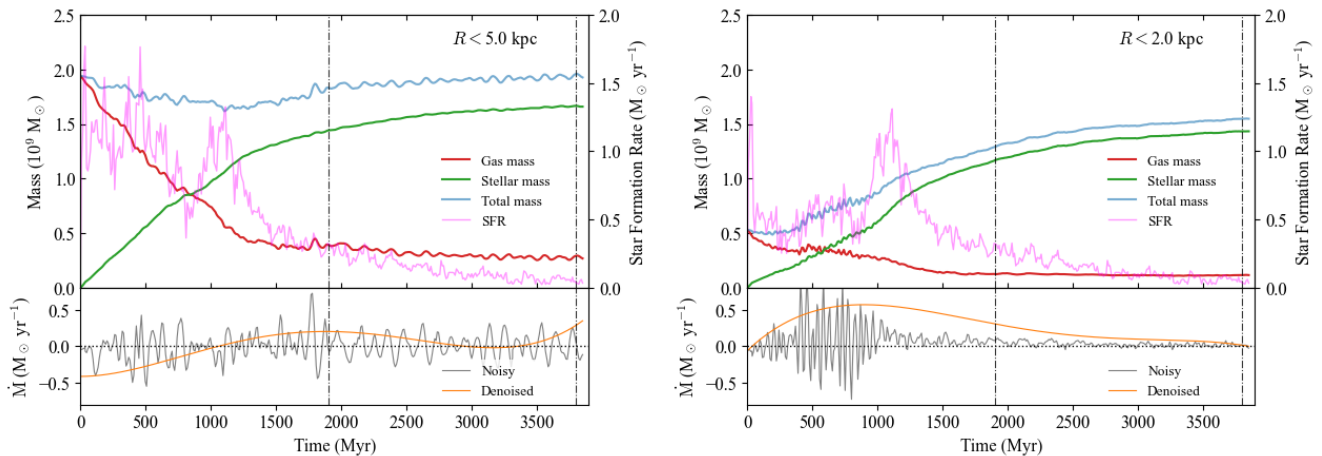 R < 5.0 kpc
Mass (10⁹ M⊙)
2.5
2.0
1.5
1.0
0.5
0.0
Star Formation Rate (M⊙ yr⁻¹)
2.0
1.5
1.0
0.5
0.0
Gas mass
Stellar mass
Total mass
SFR
Ṁ (M⊙ yr⁻¹)
0.5
0.0
−0.5
Noisy
Denoised
0 500 1000 1500 2000 2500 3000 3500
Time (Myr)
R < 2.0 kpc
Mass (10⁹ M⊙)
2.5
2.0
1.5
1.0
0.5
0.0
Star Formation Rate (M⊙ yr⁻¹)
2.0
1.5
1.0
0.5
0.0
Gas mass
Stellar mass
Total mass
SFR
Ṁ (M⊙ yr⁻¹)
0.5
0.0
−0.5
Noisy
Denoised
0 500 1000 1500 2000 2500 3000 3500
Time (Myr)